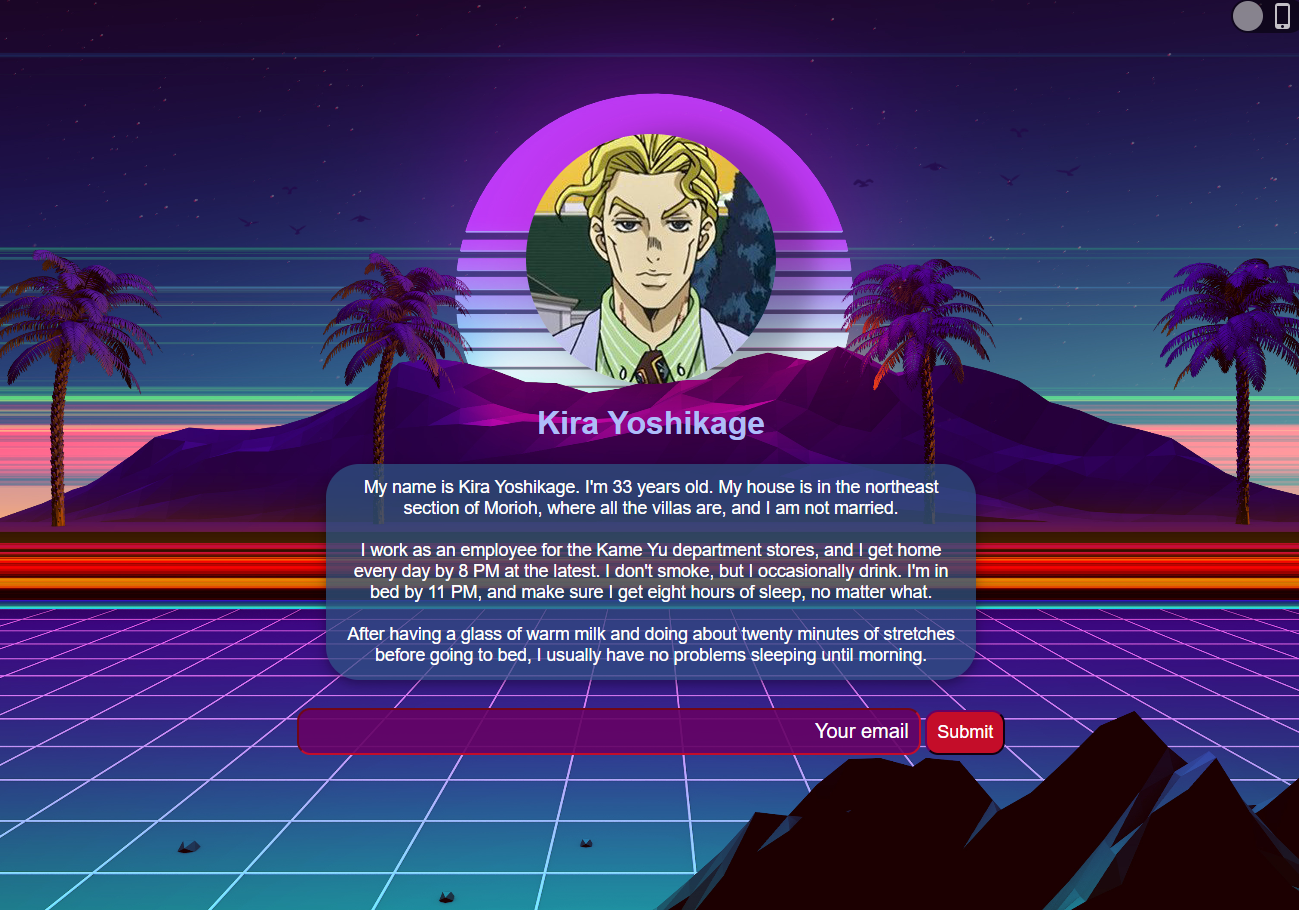 Kira Yoshikage
My name is Kira Yoshikage. I'm 33 years old. My house is in the northeast
section of Morioh, where all the villas are, and I am not married.
I work as an employee for the Kame Yu department stores, and I get home
every day by 8 PM at the latest. I don't smoke, but I occasionally drink. I'm in
bed by 11 PM, and make sure I get eight hours of sleep, no matter what.
After having a glass of warm milk and doing about twenty minutes of stretches
before going to bed, I usually have no problems sleeping until morning.
Your email
Submit